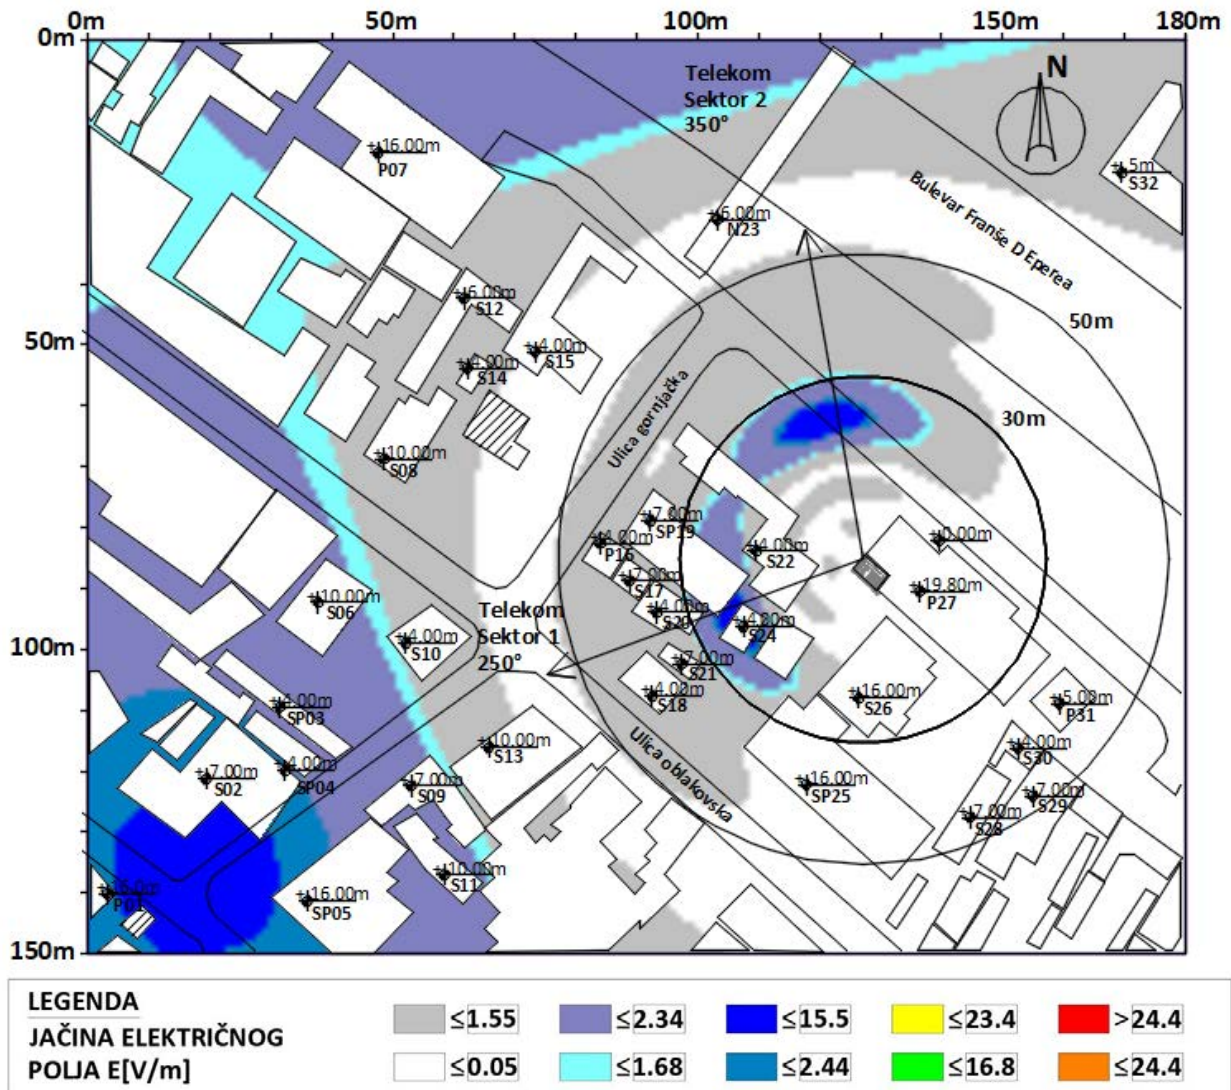 0m 50m 100m 150m 180m
0m
50m
100m
150m
Telekom
Sektor 2
350°
N
+16.00m
P07
+5m
S32
+6.00m
N23
Bulevar Franše D Eperea
+6.00m
S12
+4.00m
S15
+4.00m
S14
50m
30m
Ulica gornjačka
+10.00m
S08
+7.00m
SP19
+4.00m
P16
+4.00m
S22
+0.00m
+7.00m
S17
+19.80m
P27
+10.00m
S06
+4.00m
S20
+4.00m
S24
Telekom
Sektor 1
250°
+4.00m
S10
+7.00m
S21
+4.00m
S18
+16.00m
S26
+5.00m
P31
+4.00m
SP03
+10.00m
S13
Ulica oblakovska
+4.00m
S30
+7.00m
S02
+4.00m
SP04
+7.00m
S09
+16.00m
SP25
+7.00m
S29
+7.00m
S28
+10.00m
S11
P01
+16.00m
SP05
LEGENDA
JAČINA ELEKTRIČNOG
POLJA E[V/m]
≤1.55 ≤2.34 ≤15.5 ≤23.4 >24.4
≤0.05 ≤1.68 ≤2.44 ≤16.8 ≤24.4